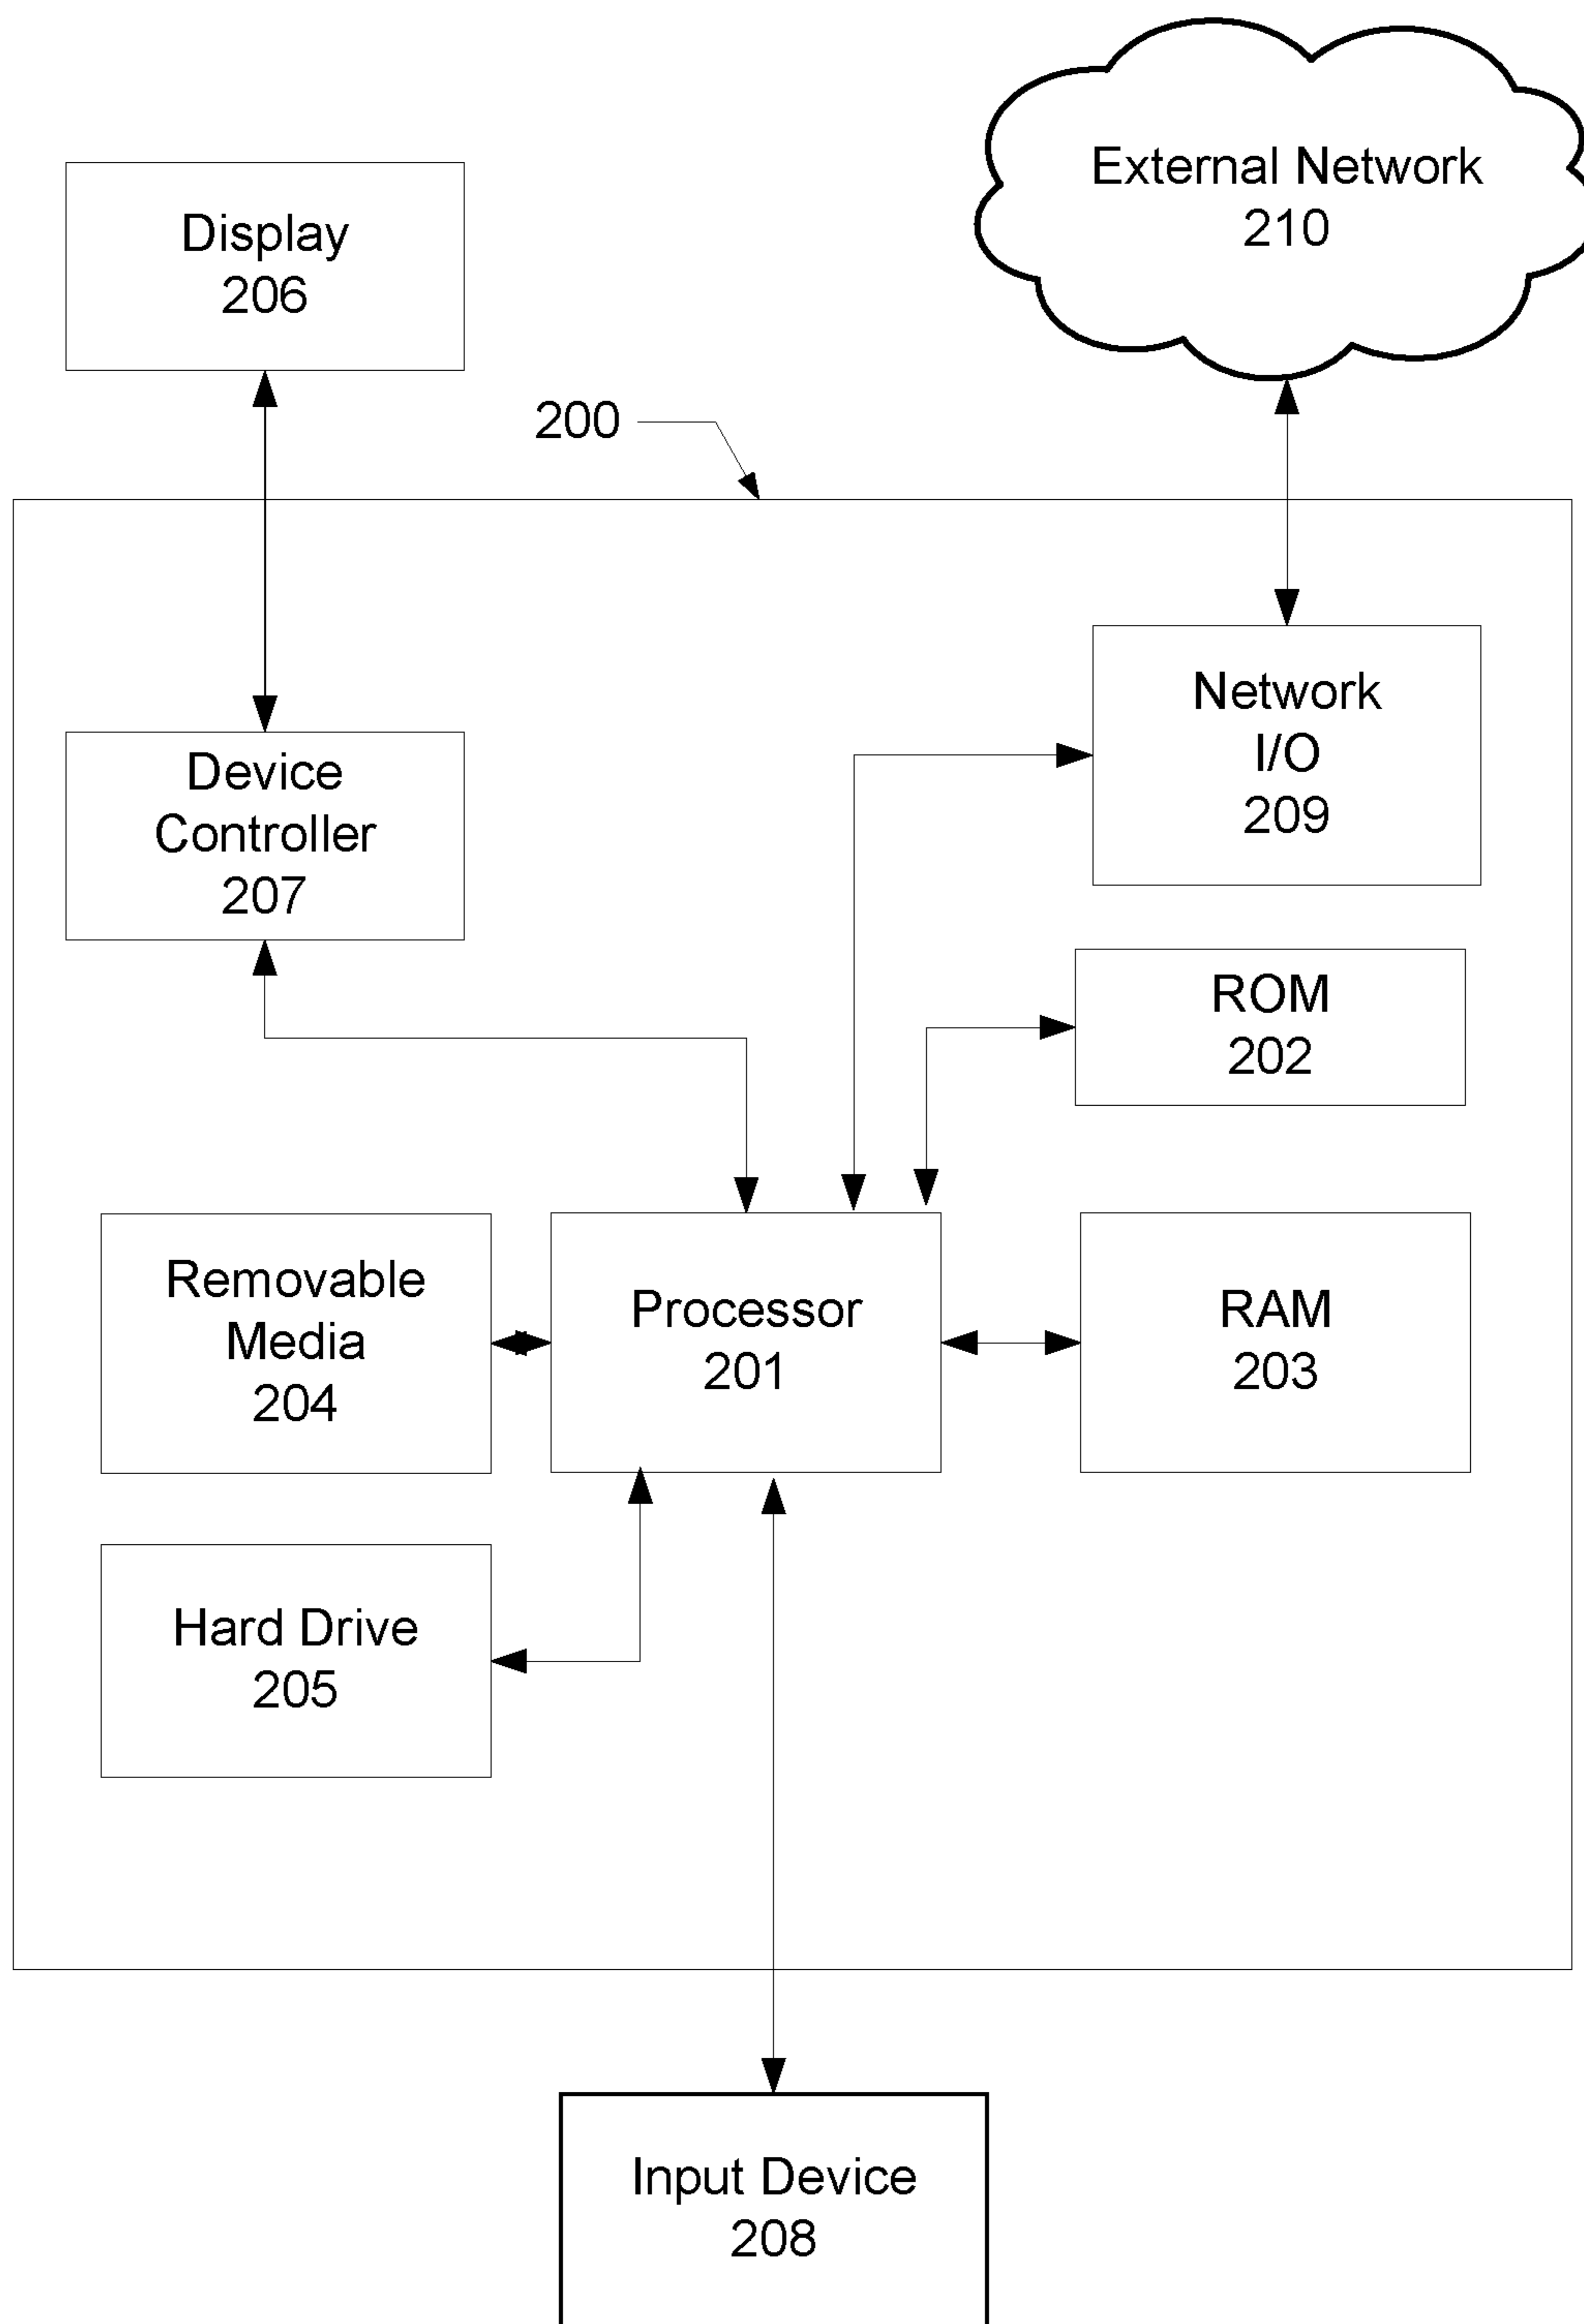 External Network
210
Display
206
200
Network
I/O
209
Device
Controller
207
ROM
202
Removable
Media
204
Processor
201
RAM
203
Hard Drive
205
Input Device
208